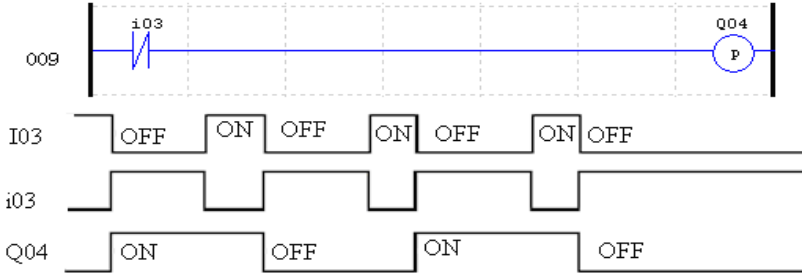 i03 Q04
009 P
I03 OFF ON OFF ON OFF ON OFF
i03
Q04 ON OFF ON OFF